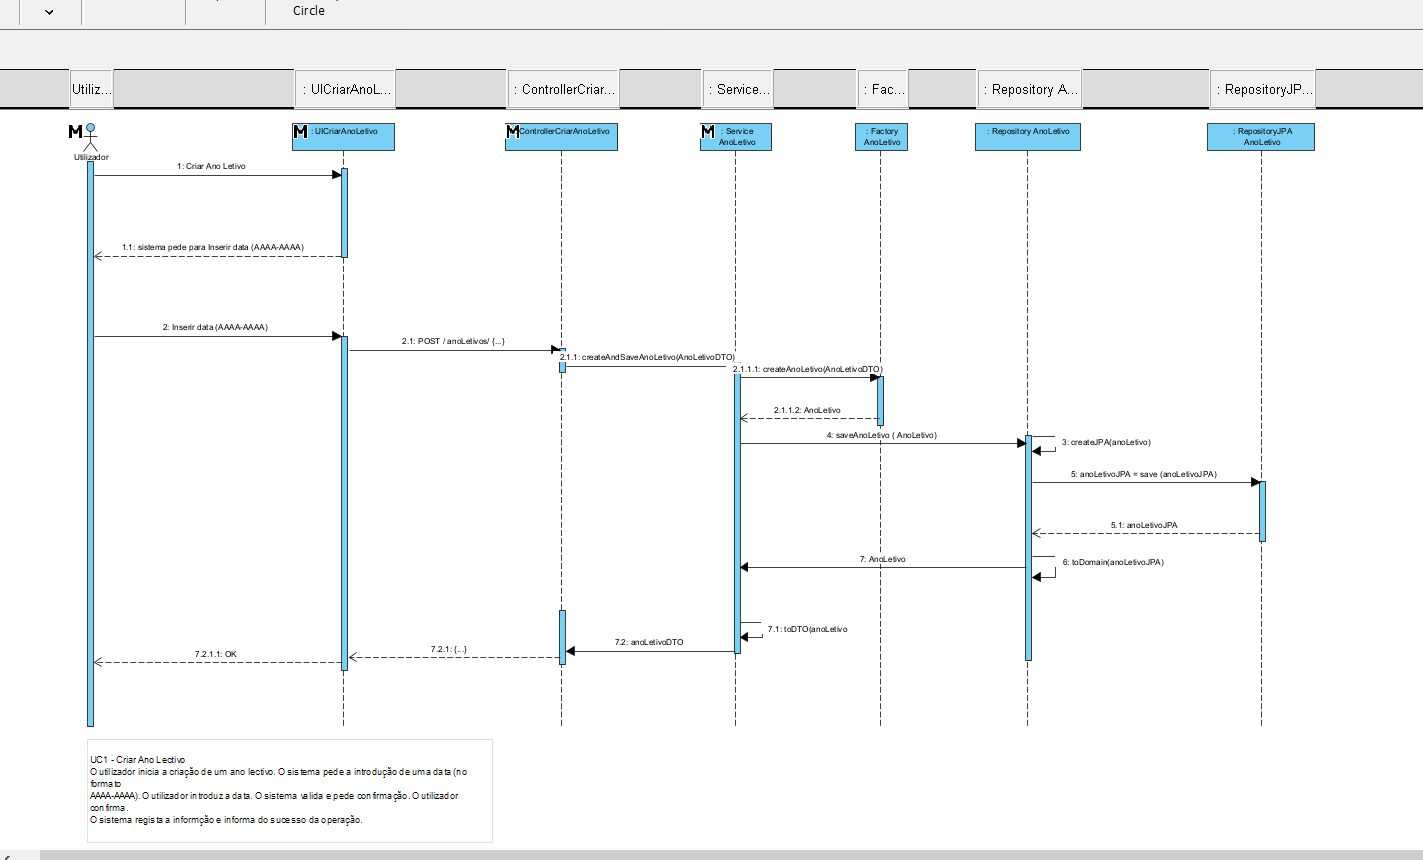 Circle
Utiliz...
: UICriarAnoL...
: ControllerCriar...
: Service...
: Fac...
: Repository A...
: RepositoryJP...
M
Utilizador
M : UICriarAnoLetivo
M ControllerCriarAnoLetivo
M : Service
AnoLetivo
: Factory
AnoLetivo
: Repository AnoLetivo
: RepositoryJPA
AnoLetivo
1: Criar Ano Letivo
1.1: sistema pede para Inserir data (AAAA-AAAA)
2: Inserir data (AAAA-AAAA)
2.1: POST / anoLetivos/ {...}
2.1.1: createAndSaveAnoLetivo(AnoLetivoDTO)
2.1.1.1: createAnoLetivo(AnoLetivoDTO)
2.1.1.2: AnoLetivo
4: saveAnoLetivo ( AnoLetivo)
3: createJPA(anoLetivo)
5: anoLetivoJPA = save (anoLetivoJPA)
5.1: anoLetivoJPA
7: AnoLetivo
6: toDomain(anoLetivoJPA)
7.1: toDTO(anoLetivo
7.2: anoLetivoDTO
7.2.1: {...}
7.2.1.1: OK
UC1 - Criar Ano Lectivo
O utilizador inicia a criação de um ano lectivo. O sistema pede a introdução de uma data (no
formato
AAAA-AAAA). O utilizador introduz a data. O sistema valida e pede confirmação. O utilizador
confirma.
O sistema regista a informção e informa do sucesso da operação.